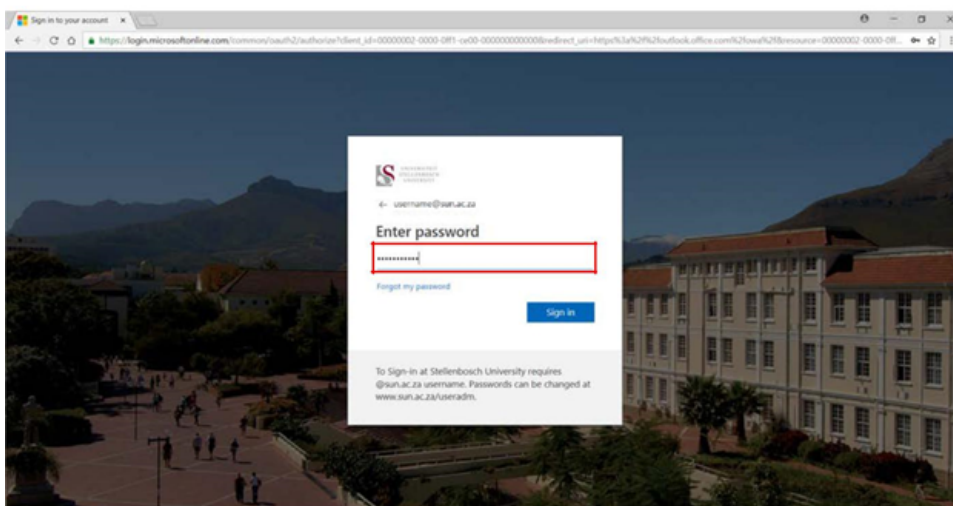 Sign in to your account
https://login.microsoftonline.com/common/oauth2/authorize?client_id=00000002-0000-0ff1-ce00-000000000000&redirect_uri=https%3a%2f%2foutlook.office.com%2fowa%2f&resource=00000002-0000-0ff...
UNIVERSITEIT
STELLENBOSCH
UNIVERSITY
username@sun.ac.za
Enter password
Forgot my password
Sign in
To Sign-in at Stellenbosch University requires
@sun.ac.za username. Passwords can be changed at
www.sun.ac.za/useradm.